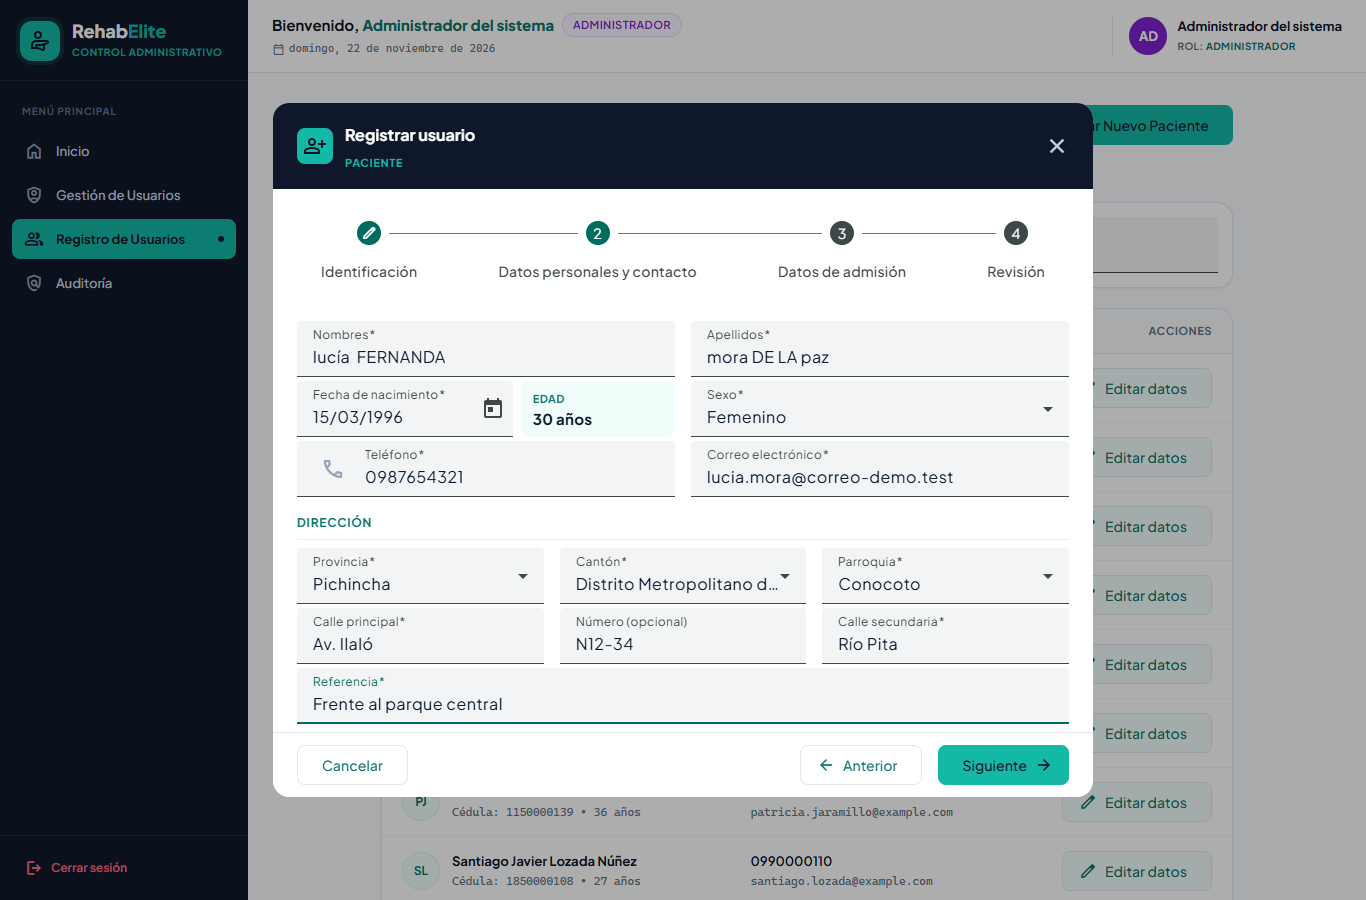 RehabElite
CONTROL ADMINISTRATIVO
MENÚ PRINCIPAL
Inicio
Gestión de Usuarios
Registro de Usuarios
Auditoría
Cerrar sesión
Bienvenido, Administrador del sistema ADMINISTRADOR
domingo, 22 de noviembre de 2026
AD
Administrador del sistema
ROL: ADMINISTRADOR
Nuevo Paciente
Registrar usuario
PACIENTE
2
3
4
Identificación
Datos personales y contacto
Datos de admisión
Revisión
Nombres*
lucía  FERNANDA
Apellidos*
mora DE LA paz
Fecha de nacimiento*
15/03/1996
EDAD
30 años
Sexo*
Femenino
Teléfono*
0987654321
Correo electrónico*
lucia.mora@correo-demo.test
DIRECCIÓN
Provincia*
Pichincha
Cantón*
Distrito Metropolitano d...
Parroquia*
Conocoto
Calle principal*
Av. Ilaló
Número (opcional)
N12-34
Calle secundaria*
Río Pita
Referencia*
Frente al parque central
Cancelar
Anterior
Siguiente
ACCIONES
Editar datos
Editar datos
Editar datos
Editar datos
Editar datos
Editar datos
PJ
Cédula: 1150000139 • 36 años
patricia.jaramillo@example.com
Editar datos
SL
Santiago Javier Lozada Núñez
Cédula: 1850000108 • 27 años
0990000110
santiago.lozada@example.com
Editar datos